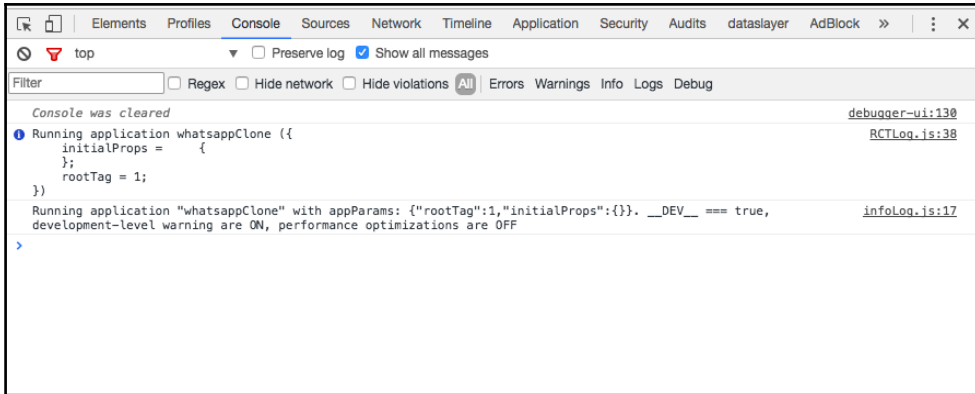 Elements Profiles Console Sources Network Timeline Application Security Audits dataslayer AdBlock »
top Preserve log Show all messages
Filter Regex Hide network Hide violations All Errors Warnings Info Logs Debug
Console was cleared debugger-ui:130
Running application whatsappClone ({ RCTLog.js:38
initialProps = {
};
rootTag = 1;
})
Running application "whatsappClone" with appParams: {"rootTag":1,"initialProps":{}}. __DEV__ === true, infoLog.js:17
development-level warning are ON, performance optimizations are OFF
>